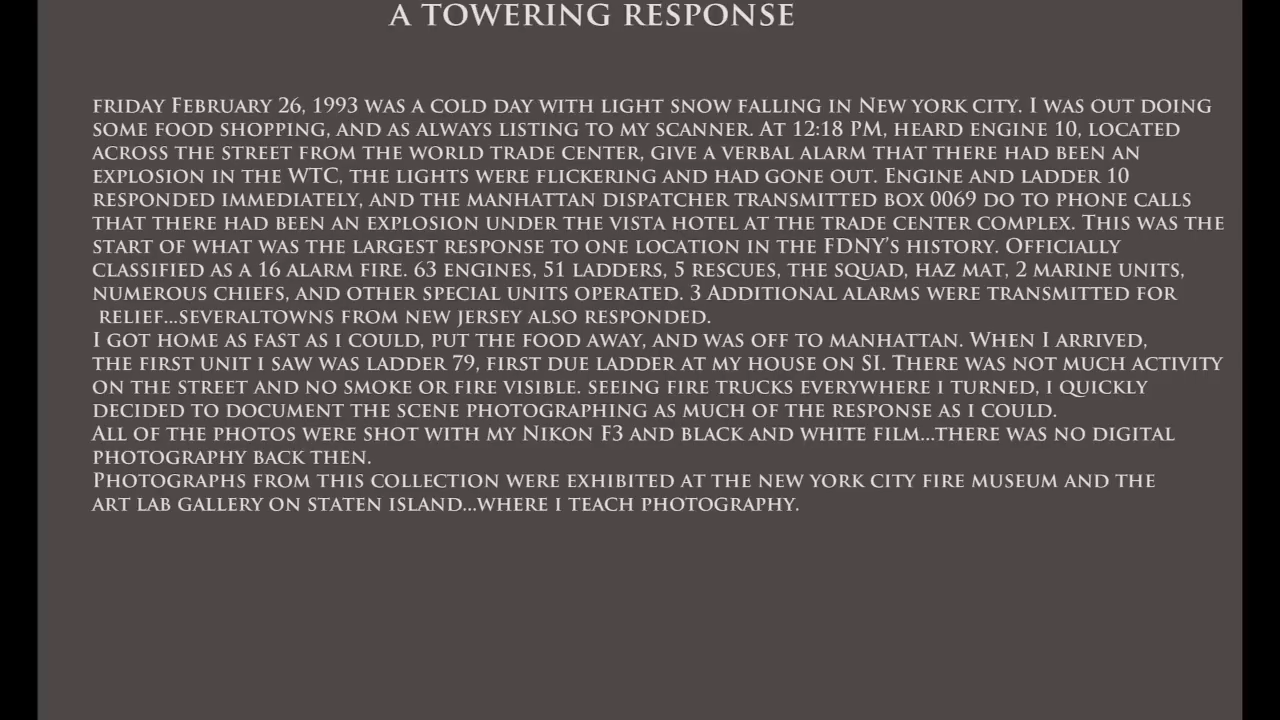 A TOWERING RESPONSE
FRIDAY FEBRUARY 26, 1993 WAS A COLD DAY WITH LIGHT SNOW FALLING IN NEW YORK CITY. I WAS OUT DOING
SOME FOOD SHOPPING, AND AS ALWAYS LISTING TO MY SCANNER. AT 12:18 PM, HEARD ENGINE 10, LOCATED
ACROSS THE STREET FROM THE WORLD TRADE CENTER, GIVE A VERBAL ALARM THAT THERE HAD BEEN AN
EXPLOSION IN THE WTC, THE LIGHTS WERE FLICKERING AND HAD GONE OUT. ENGINE AND LADDER 10
RESPONDED IMMEDIATELY, AND THE MANHATTAN DISPATCHER TRANSMITTED BOX 0069 DO TO PHONE CALLS
THAT THERE HAD BEEN AN EXPLOSION UNDER THE VISTA HOTEL AT THE TRADE CENTER COMPLEX. THIS WAS THE
START OF WHAT WAS THE LARGEST RESPONSE TO ONE LOCATION IN THE FDNY'S HISTORY. OFFICIALLY
CLASSIFIED AS A 16 ALARM FIRE. 63 ENGINES, 51 LADDERS, 5 RESCUES, THE SQUAD, HAZ MAT, 2 MARINE UNITS,
NUMEROUS CHIEFS, AND OTHER SPECIAL UNITS OPERATED. 3 ADDITIONAL ALARMS WERE TRANSMITTED FOR
RELIEF...SEVERALTOWNS FROM NEW JERSEY ALSO RESPONDED.
I GOT HOME AS FAST AS I COULD, PUT THE FOOD AWAY, AND WAS OFF TO MANHATTAN. WHEN I ARRIVED,
THE FIRST UNIT I SAW WAS LADDER 79, FIRST DUE LADDER AT MY HOUSE ON SI. THERE WAS NOT MUCH ACTIVITY
ON THE STREET AND NO SMOKE OR FIRE VISIBLE. SEEING FIRE TRUCKS EVERYWHERE I TURNED, I QUICKLY
DECIDED TO DOCUMENT THE SCENE PHOTOGRAPHING AS MUCH OF THE RESPONSE AS I COULD.
ALL OF THE PHOTOS WERE SHOT WITH MY NIKON F3 AND BLACK AND WHITE FILM...THERE WAS NO DIGITAL
PHOTOGRAPHY BACK THEN.
PHOTOGRAPHS FROM THIS COLLECTION WERE EXHIBITED AT THE NEW YORK CITY FIRE MUSEUM AND THE
ART LAB GALLERY ON STATEN ISLAND...WHERE I TEACH PHOTOGRAPHY.